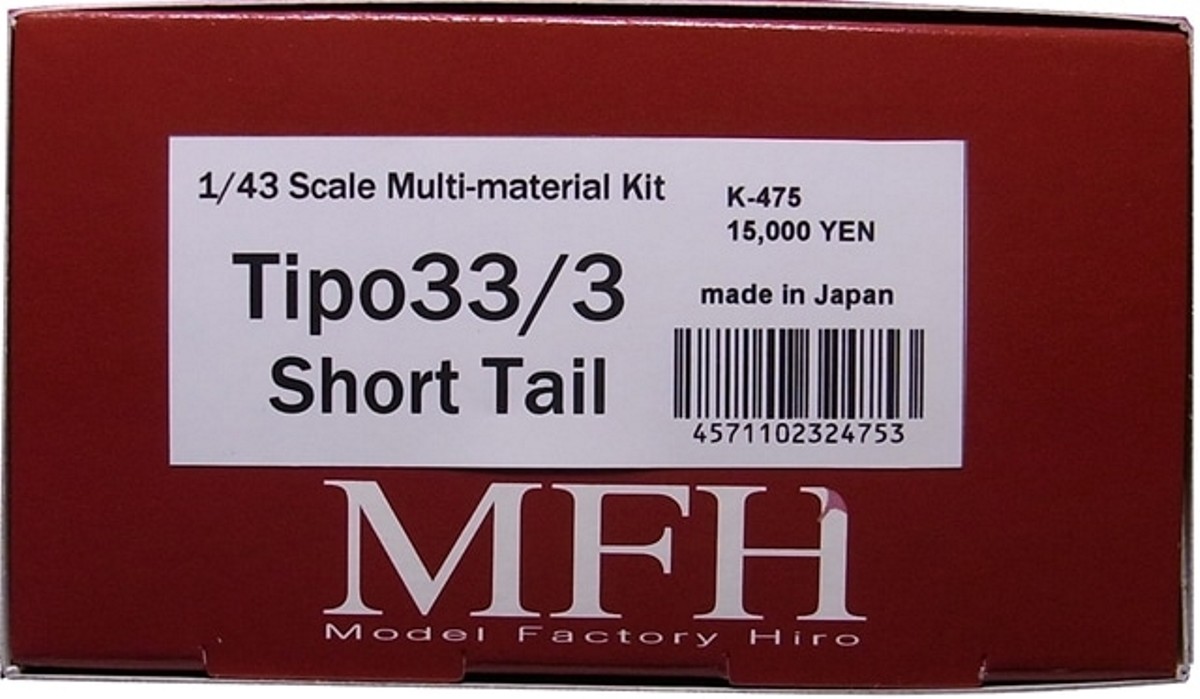 1/43 Scale Multi-material Kit
K-475
15,000 YEN
Tipo33/3
Short Tail
made in Japan
4571102324753
MFH
Model Factory Hiro